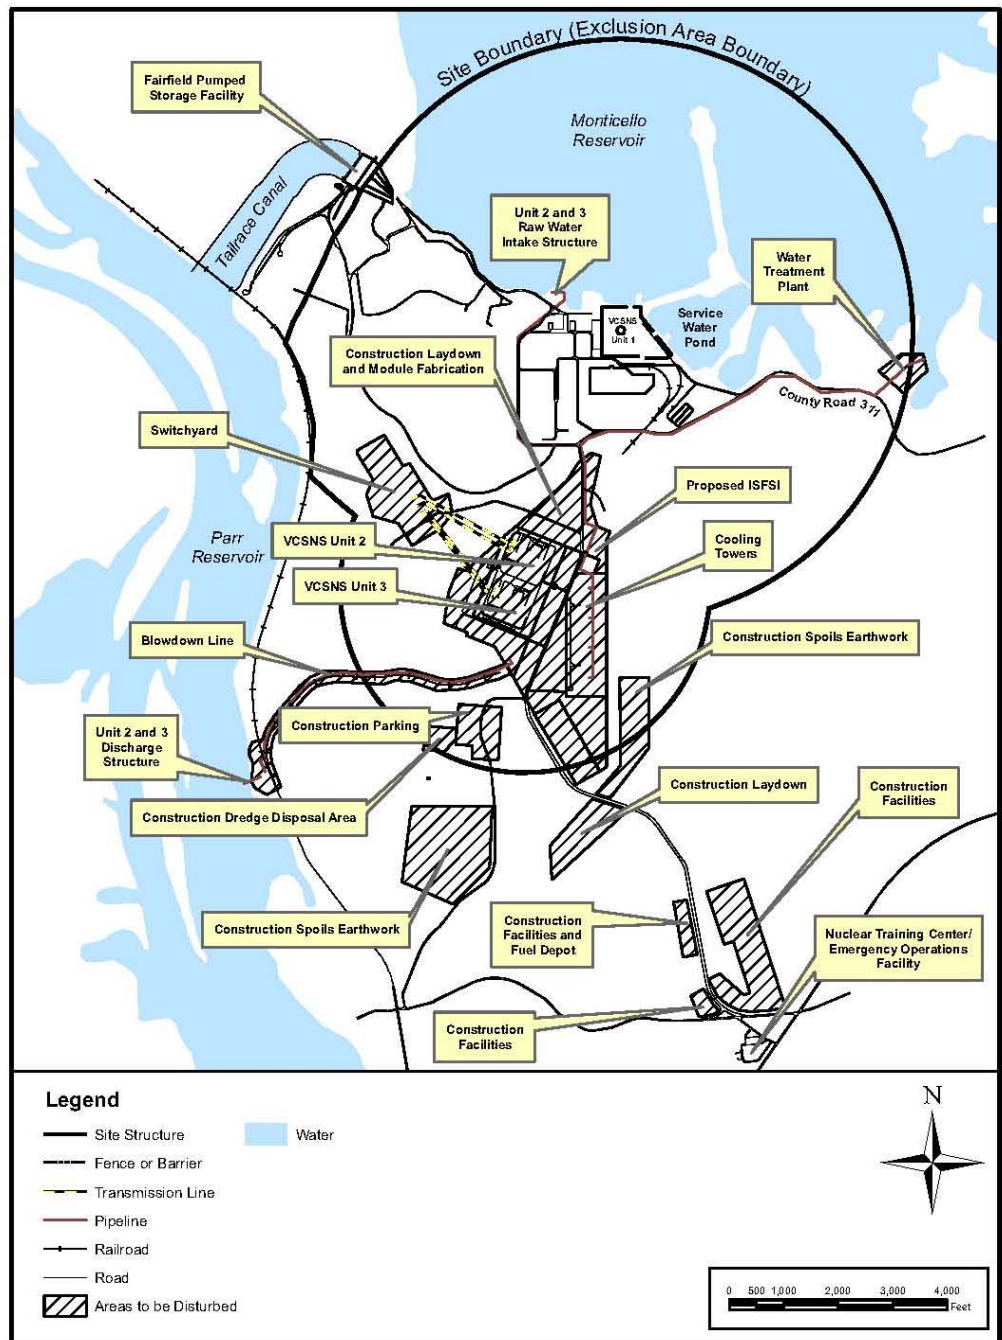 Site Boundary (Exclusion Area Boundary)
Fairfield Pumped
Storage Facility
Monticello
Reservoir
Tailrace Canal
Unit 2 and 3
Raw Water
Intake Structure
Water
Treatment
Plant
VCSNS
Unit 1
Service
Water
Pond
Construction Laydown
and Module Fabrication
County Road 311
Switchyard
Proposed ISFSI
Parr
Reservoir
VCSNS Unit 2
Cooling
Towers
VCSNS Unit 3
Blowdown Line
Construction Spoils Earthwork
Construction Parking
Unit 2 and 3
Discharge
Structure
Construction Laydown
Construction
Facilities
Construction Dredge Disposal Area
Construction Spoils Earthwork
Construction
Facilities and
Fuel Depot
Nuclear Training Center/
Emergency Operations
Facility
Construction
Facilities
Legend
Site Structure
Water
Fence or Barrier
Transmission Line
Pipeline
Railroad
Road
Areas to be Disturbed
N
0 500 1,000 2,000 3,000 4,000
Feet